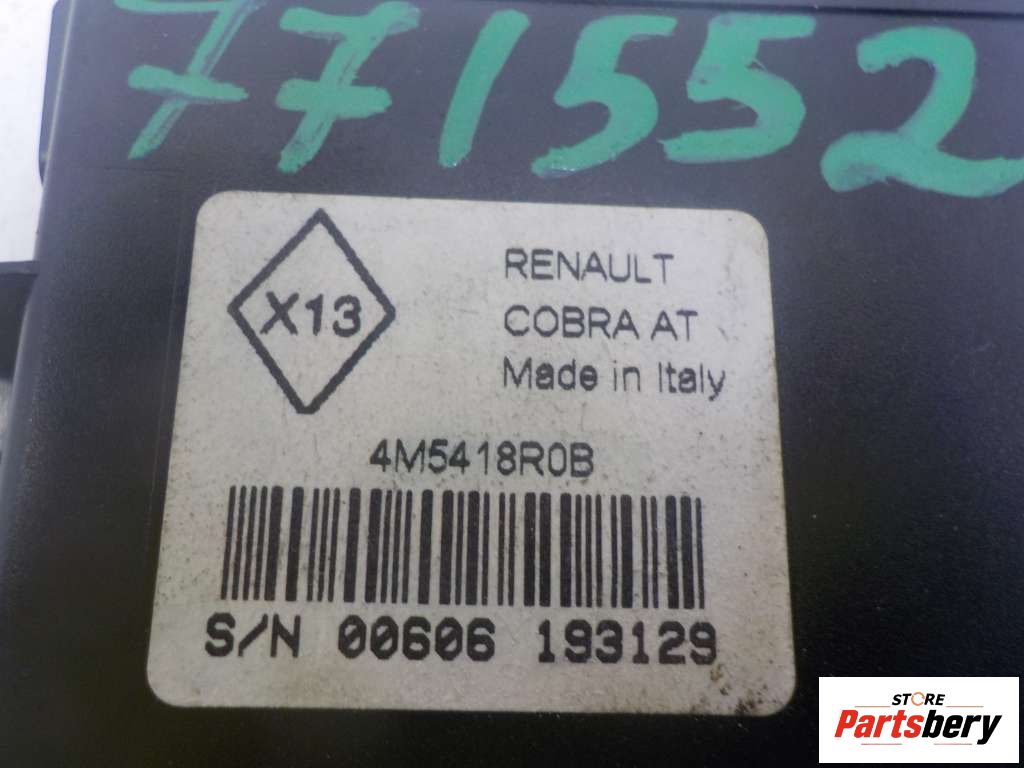 771552
X13
RENAULT
COBRA AT
Made in Italy
4M5418R0B
S/N 00606 193129
STORE
Partsbery